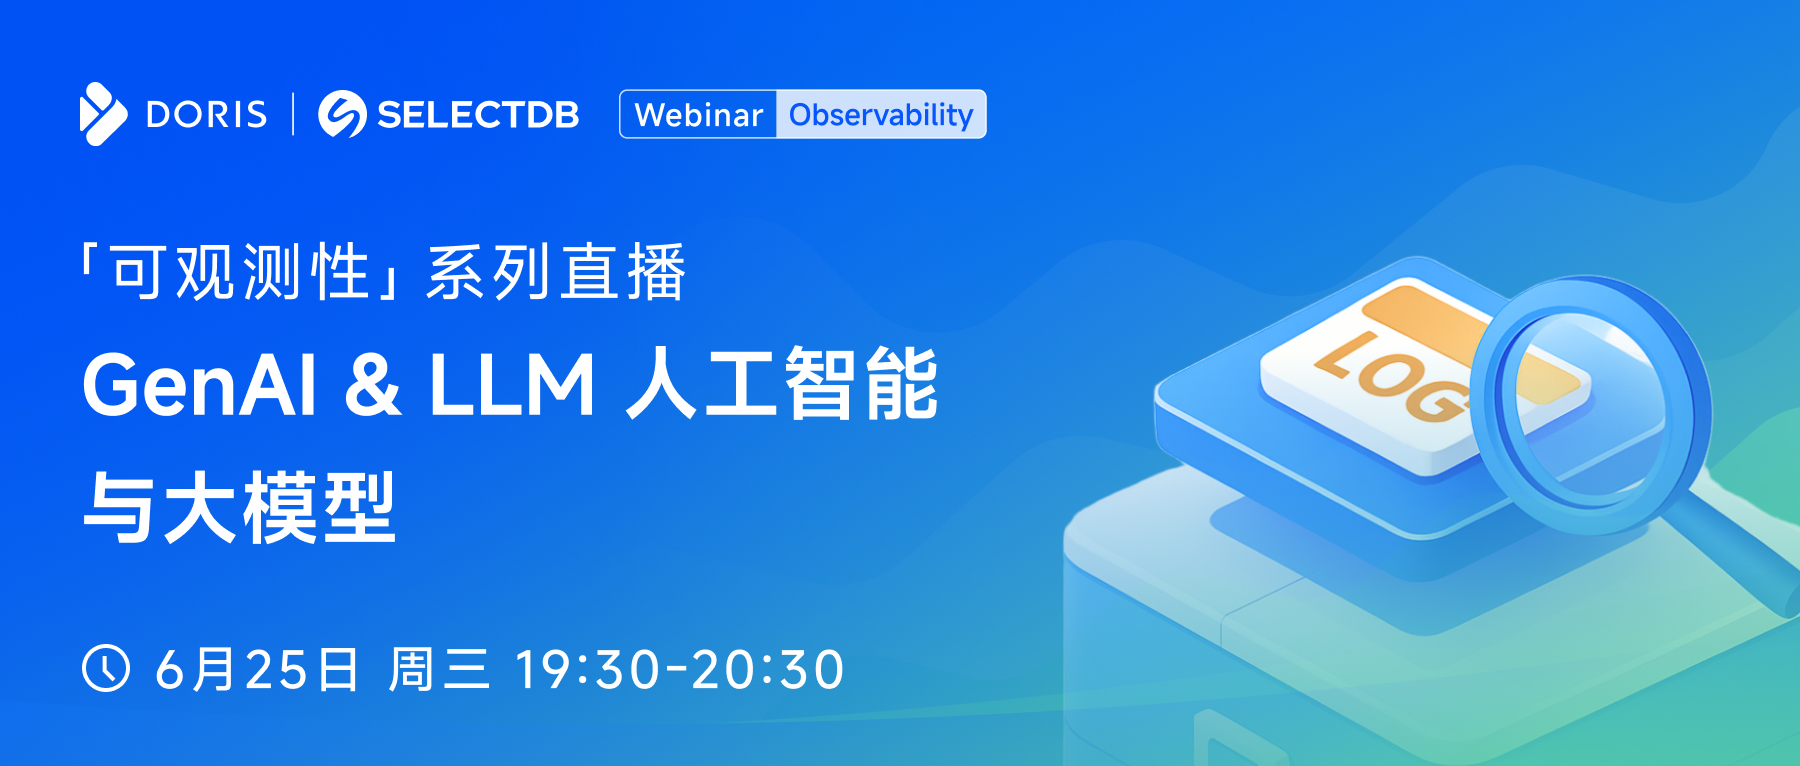 DORIS | SELECTDB Webinar Observability
「可观测性」系列直播
GenAI & LLM 人工智能
与大模型
6月25日 周三 19:30-20:30
LOG